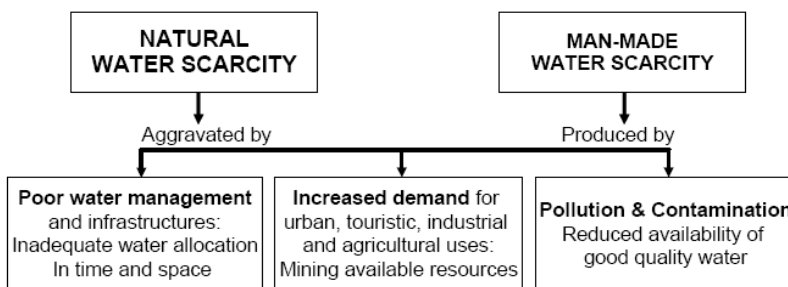 NATURAL
WATER SCARCITY
MAN-MADE
WATER SCARCITY
Aggravated by
Produced by
Poor water management
and infrastructures:
Inadequate water allocation
In time and space
Increased demand for
urban, touristic, industrial
and agricultural uses:
Mining available resources
Pollution & Contamination
Reduced availability of
good quality water